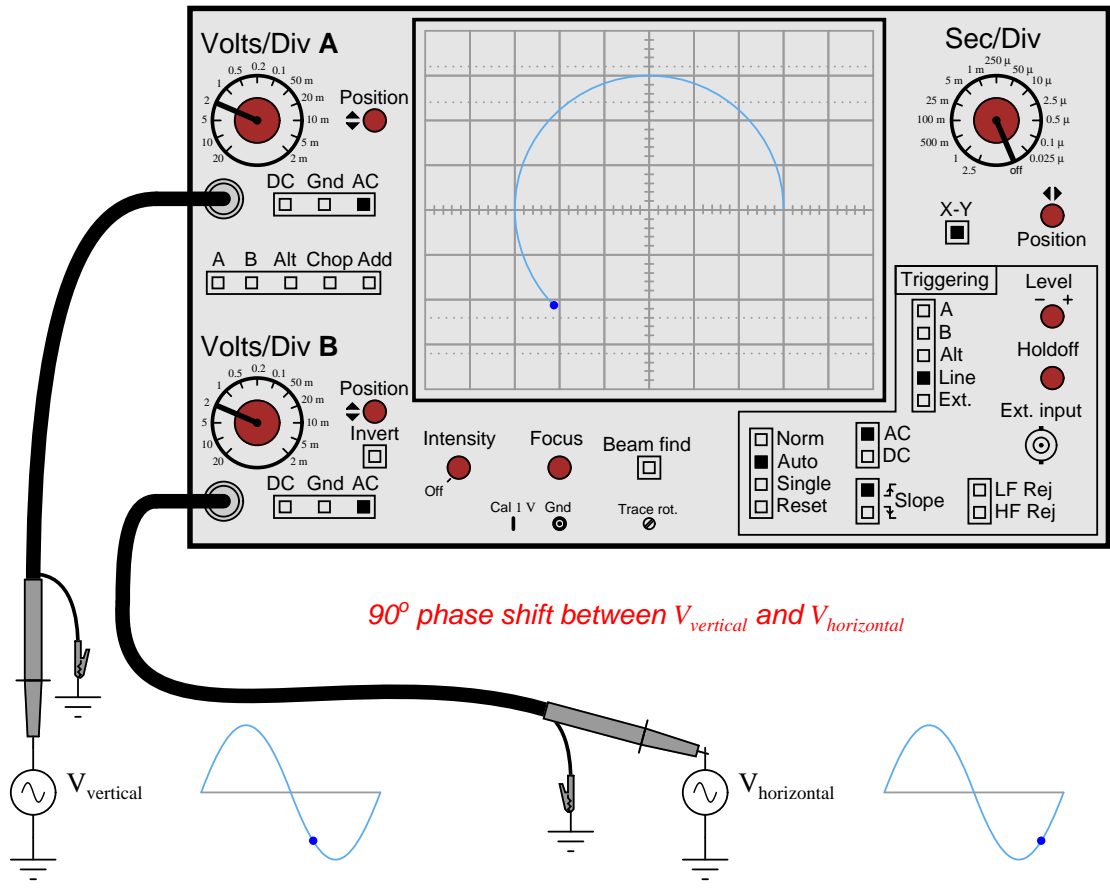 Volts/Div A
20 10 5 2 1 0.5 0.2 0.1 50 m 20 m 10 m 5 m 2 m
Position
DC Gnd AC
A B Alt Chop Add
Volts/Div B
20 10 5 2 1 0.5 0.2 0.1 50 m 20 m 10 m 5 m 2 m
Position
Invert
DC Gnd AC
Intensity
Off
Focus
Beam find
Cal 1 V Gnd
Trace rot.
Sec/Div
2.5 1 500 m 100 m 25 m 5 m 1 m 250 µ 50 µ 10 µ 2.5 µ 0.5 µ 0.1 µ 0.025 µ off
X-Y
Position
Triggering
A
B
Alt
Line
Ext.
Level
− +
Holdoff
Ext. input
Norm
Auto
Single
Reset
AC
DC
Slope
LF Rej
HF Rej
90o phase shift between Vvertical and Vhorizontal
Vvertical
Vhorizontal